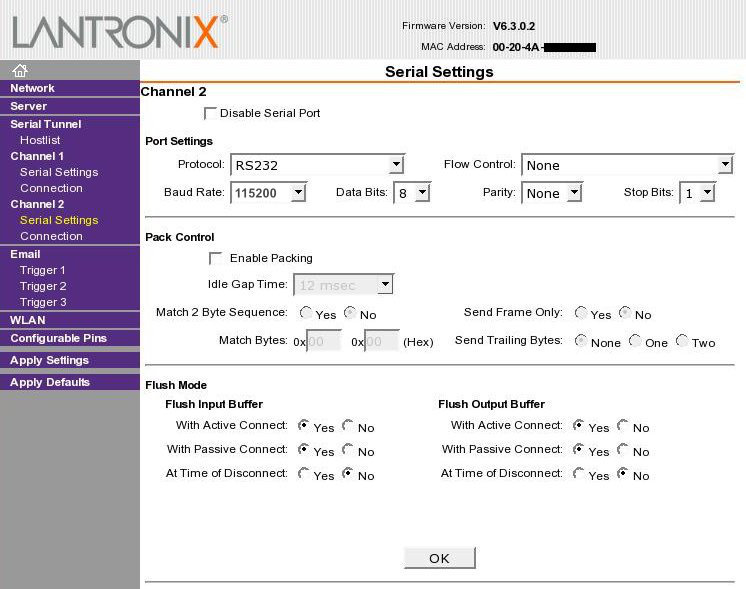 LANTRONIX®
Firmware Version: V6.3.0.2
MAC Address: 00-20-4A-
Network
Server
Serial Tunnel
Hostlist
Channel 1
Serial Settings
Connection
Channel 2
Serial Settings
Connection
Email
Trigger 1
Trigger 2
Trigger 3
WLAN
Configurable Pins
Apply Settings
Apply Defaults
Serial Settings
Channel 2
Disable Serial Port
Port Settings
Protocol: RS232 Flow Control: None
Baud Rate: 115200 Data Bits: 8 Parity: None Stop Bits: 1
Pack Control
Enable Packing
Idle Gap Time: 12 msec
Match 2 Byte Sequence: Yes No Send Frame Only: Yes No
Match Bytes: 0x00 0x00 (Hex) Send Trailing Bytes: None One Two
Flush Mode
Flush Input Buffer Flush Output Buffer
With Active Connect: Yes No With Active Connect: Yes No
With Passive Connect: Yes No With Passive Connect: Yes No
At Time of Disconnect: Yes No At Time of Disconnect: Yes No
OK